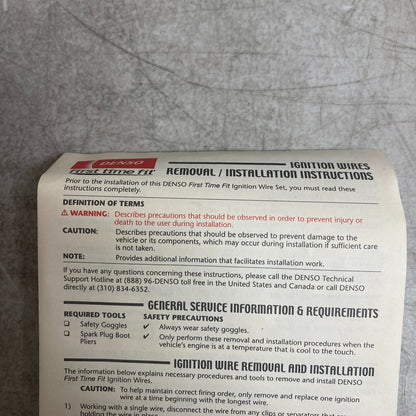 DENSO
First time fit
IGNITION WIRES
REMOVAL / INSTALLATION INSTRUCTIONS
Prior to the installation of this DENSO First Time Fit Ignition Wire Set, you must read these
instructions completely.
DEFINITION OF TERMS
⚠ WARNING: Describes precautions that should be observed in order to prevent injury or
death to the user during installation.
CAUTION: Describes precautions that should be observed to prevent damage to the
vehicle or its components, which may occur during installation if sufficient care
is not taken.
NOTE: Provides additional information that facilitates installation work.
If you have any questions concerning these instructions, please call the DENSO Technical
Support Hotline at (888) 96-DENSO toll free in the United States and Canada or call DENSO
directly at (310) 834-6352.
GENERAL SERVICE INFORMATION & REQUIREMENTS
REQUIRED TOOLS
❑ Safety Goggles
❑ Spark Plug Boot
Pliers
SAFETY PRECAUTIONS
✔ Always wear safety goggles.
✔ Only perform these removal and installation procedures when the
vehicle's engine is at a temperature that is cool to the touch.
IGNITION WIRE REMOVAL AND INSTALLATION
The information below explains necessary procedures and tools to remove and install DENSO
First Time Fit Ignition Wires.
CAUTION: To help maintain correct firing order, only remove and replace one ignition
wire at a time beginning with the longest wire.
1) Working with a single wire, disconnect the wire from any clips or separators that are
holding the wire in place.